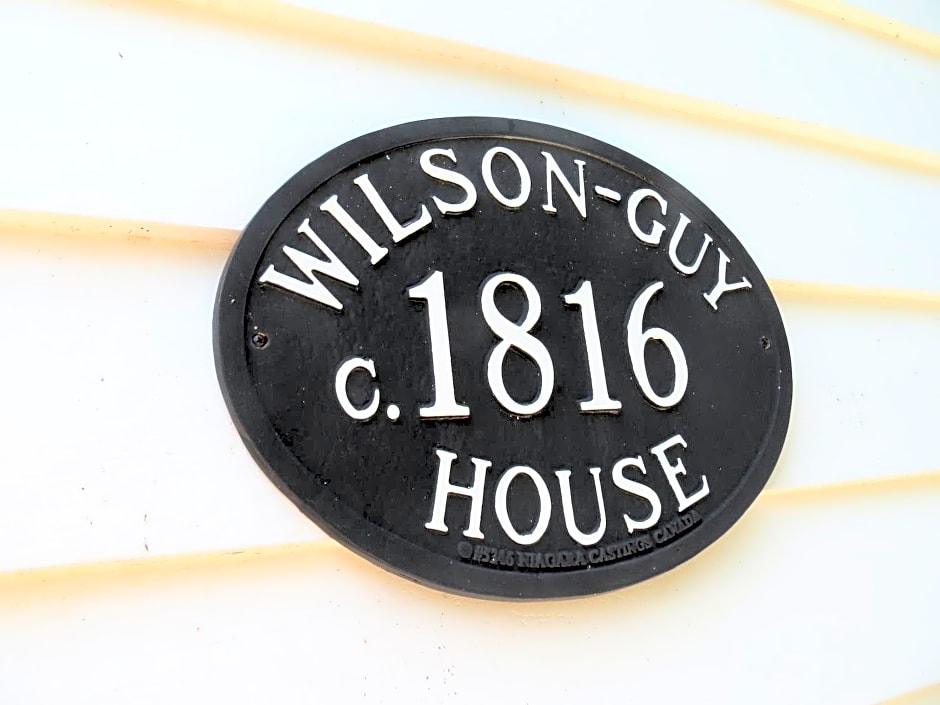 WILSON-GUY
c.1816
HOUSE
NIAGARA CASTINGS CANADA